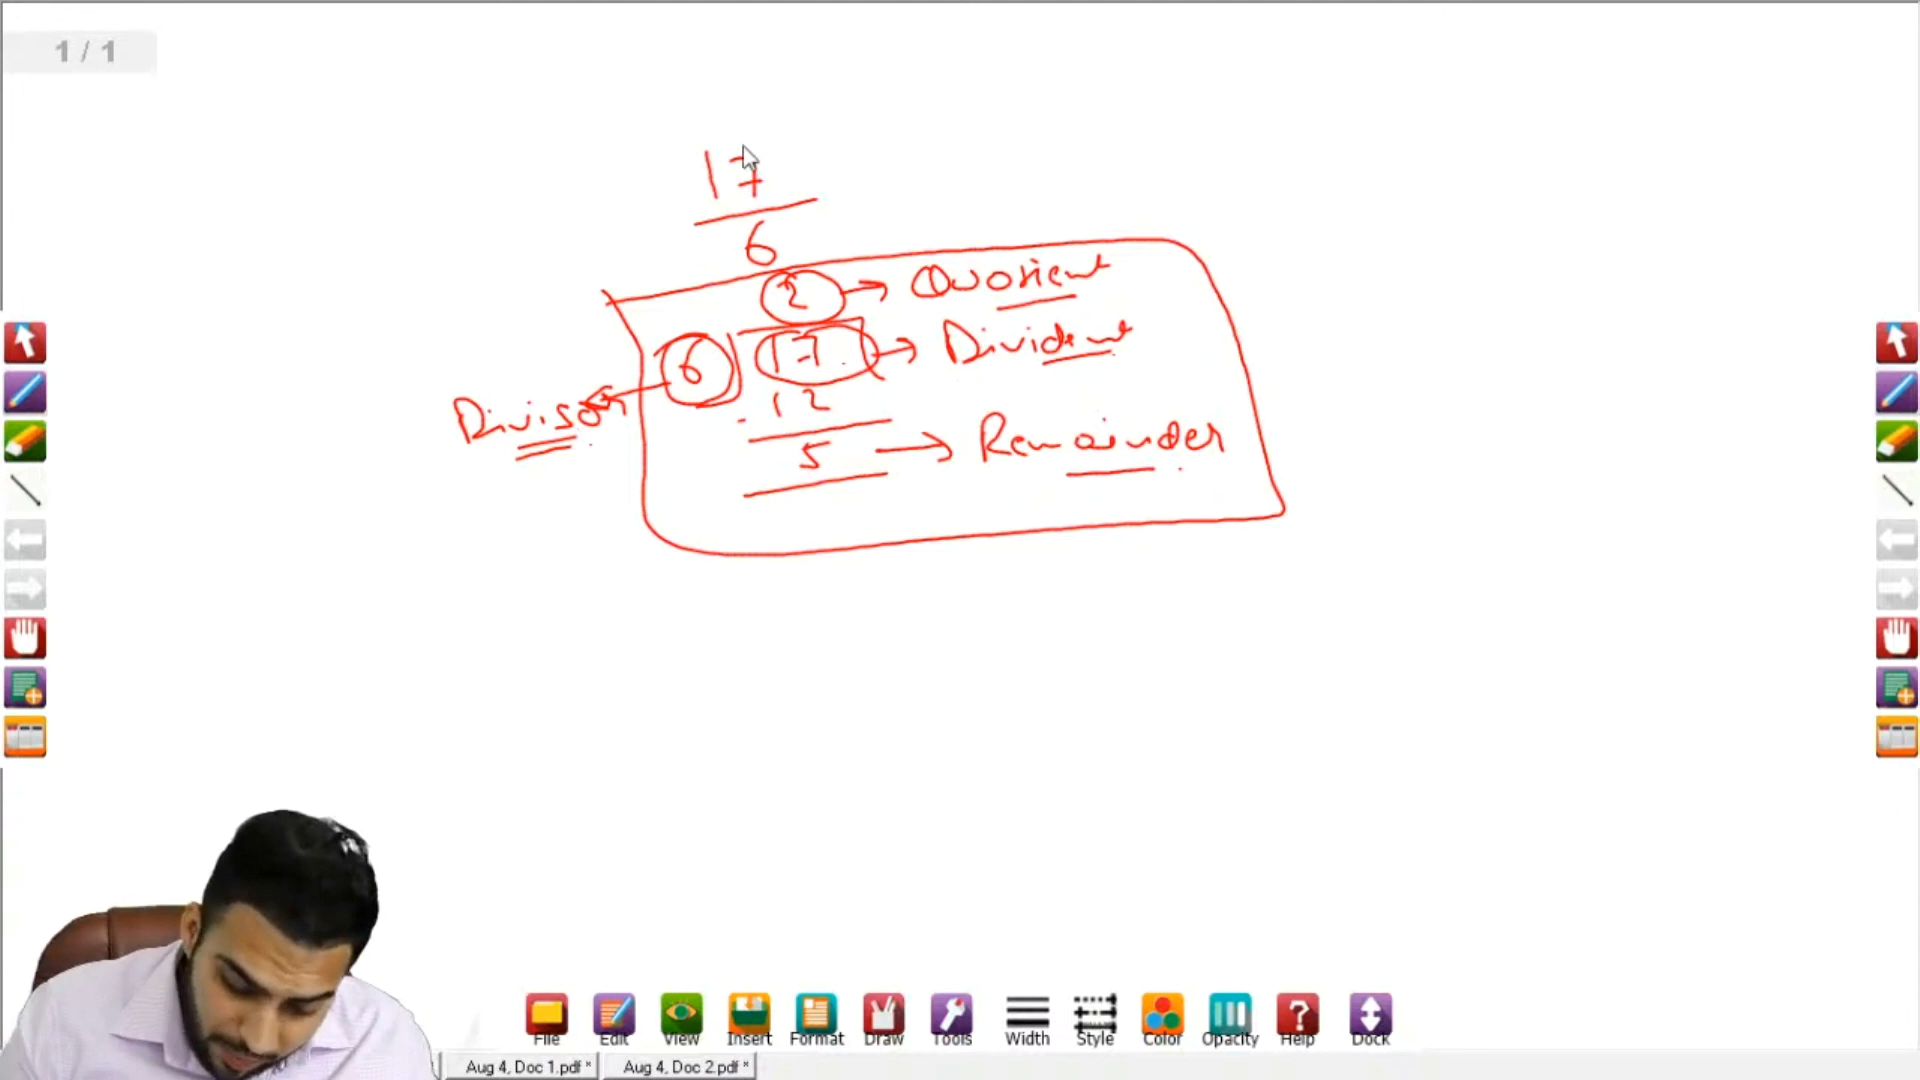 1 / 1
17
6
2 → Quotient
6 17 → Divident
Divisor
- 12
5 → Remainder
File Edit View Insert Format Draw Tools Width Style Color Opacity Help Dock
Aug 4, Doc 1.pdf * Aug 4, Doc 2.pdf *